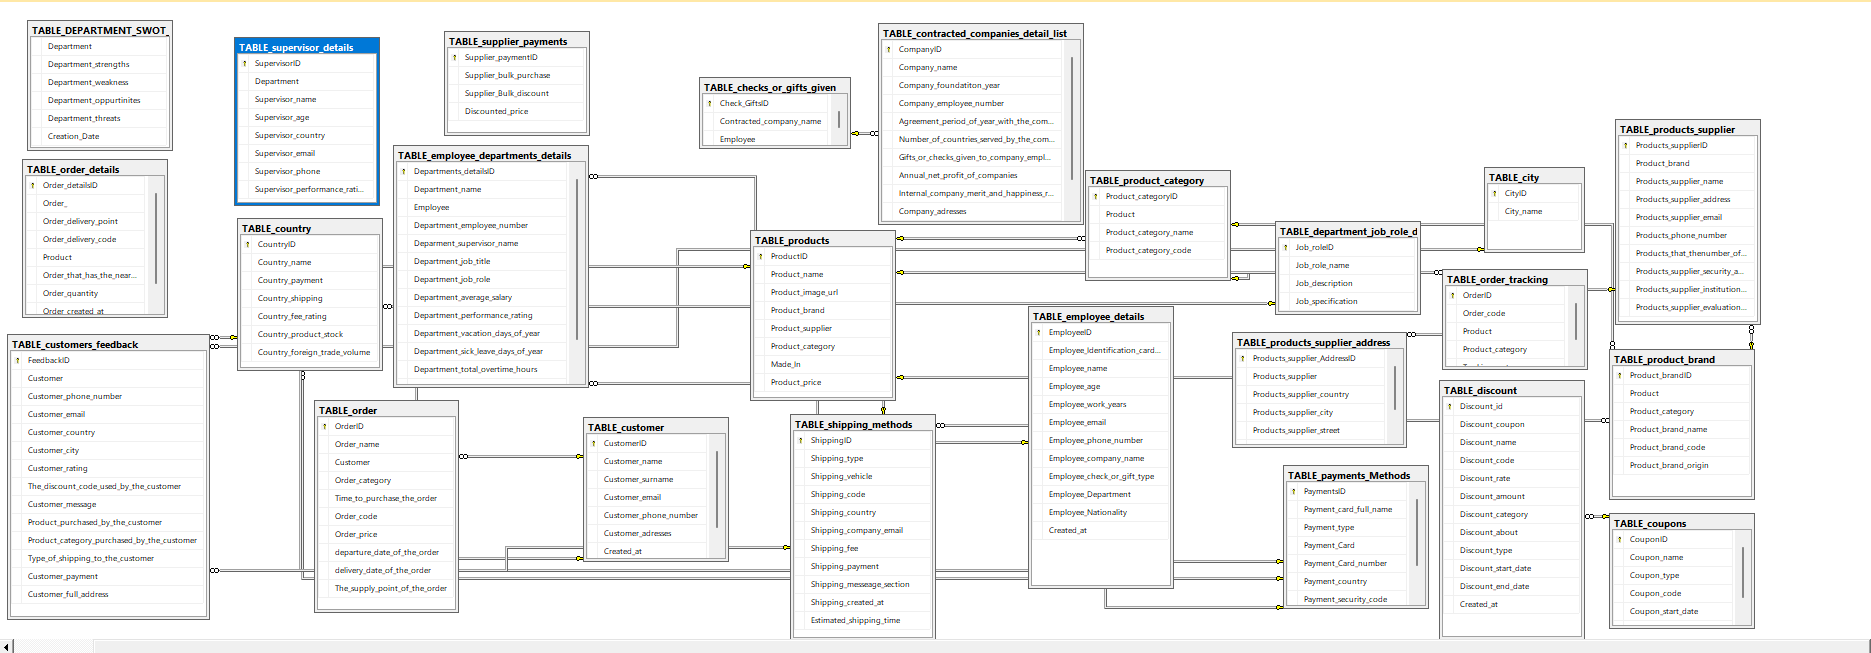 TABLE_DEPARTMENT_SWOT_
Department
Department_strengths
Department_weakness
Department_oppurtinites
Department_threats
Creation_Date
TABLE_supervisor_details
SupervisorID
Department
Supervisor_name
Supervisor_age
Supervisor_country
Supervisor_email
Supervisor_phone
Supervisor_performance_rati...
TABLE_supplier_payments
Supplier_paymentID
Supplier_bulk_purchase
Supplier_Bulk_discount
Discounted_price
TABLE_checks_or_gifts_given
Check_GiftsID
Contracted_company_name
Employee
TABLE_contracted_companies_detail_list
CompanyID
Company_name
Company_foundatiton_year
Company_employee_number
Agreement_period_of_year_with_the_com...
Number_of_countries_served_by_the_com...
Gifts_or_checks_given_to_company_empl...
Annual_net_profit_of_companies
Internal_company_merit_and_happiness_r...
Company_adresses
TABLE_products_supplier
Products_supplierID
Product_brand
Products_supplier_name
Products_supplier_address
Products_supplier_email
Products_phone_number
Products_that_thenumber_of...
Products_supplier_security_a...
Products_supplier_institution...
Products_supplier_evaluation...
TABLE_order_details
Order_detailsID
Order_
Order_delivery_point
Order_delivery_code
Product
Order_that_has_the_near...
Order_quantity
Order_created_at
TABLE_country
CountryID
Country_name
Country_payment
Country_shipping
Country_fee_rating
Country_product_stock
Country_foreign_trade_volume
TABLE_employee_departments_details
Departments_detailsID
Department_name
Employee
Department_employee_number
Department_supervisor_name
Department_job_title
Department_job_role
Department_average_salary
Department_performance_rating
Department_vacation_days_of_year
Department_sick_leave_days_of_year
Department_total_overtime_hours
TABLE_products
ProductID
Product_name
Product_image_url
Product_brand
Product_supplier
Product_category
Made_In
Product_price
TABLE_product_category
Product_categoryID
Product
Product_category_name
Product_category_code
TABLE_department_job_role_d
Job_roleID
Job_role_name
Job_description
Job_specification
TABLE_city
CityID
City_name
TABLE_order_tracking
OrderID
Order_code
Product
Product_category
TABLE_customers_feedback
FeedbackID
Customer
Customer_phone_number
Customer_email
Customer_country
Customer_city
Customer_rating
The_discount_code_used_by_the_customer
Customer_message
Product_purchased_by_the_customer
Product_category_purchased_by_the_customer
Type_of_shipping_to_the_customer
Customer_payment
Customer_full_address
TABLE_order
OrderID
Order_name
Customer
Order_category
Time_to_purchase_the_order
Order_code
Order_price
departure_date_of_the_order
delivery_date_of_the_order
The_supply_point_of_the_order
TABLE_customer
CustomerID
Customer_name
Customer_surname
Customer_email
Customer_phone_number
Customer_adresses
Created_at
TABLE_shipping_methods
ShippingID
Shipping_type
Shipping_vehicle
Shipping_code
Shipping_country
Shipping_company_email
Shipping_fee
Shipping_payment
Shipping_messeage_section
Shipping_created_at
Estimated_shipping_time
TABLE_employee_details
EmployeeID
Employee_Identification_card...
Employee_name
Employee_age
Employee_work_years
Employee_email
Employee_phone_number
Employee_company_name
Employee_check_or_gift_type
Employee_Department
Employee_Nationality
Created_at
TABLE_products_supplier_address
Products_supplier_AddressID
Products_supplier
Products_supplier_country
Products_supplier_city
Products_supplier_street
TABLE_payments_Methods
PaymentsID
Payment_card_full_name
Payment_type
Payment_Card
Payment_Card_number
Payment_country
Payment_security_code
TABLE_discount
Discount_id
Discount_coupon
Discount_name
Discount_code
Discount_rate
Discount_amount
Discount_category
Discount_about
Discount_type
Discount_start_date
Discount_end_date
Created_at
TABLE_product_brand
Product_brandID
Product
Product_category
Product_brand_name
Product_brand_code
Product_brand_origin
TABLE_coupons
CouponID
Coupon_name
Coupon_type
Coupon_code
Coupon_start_date